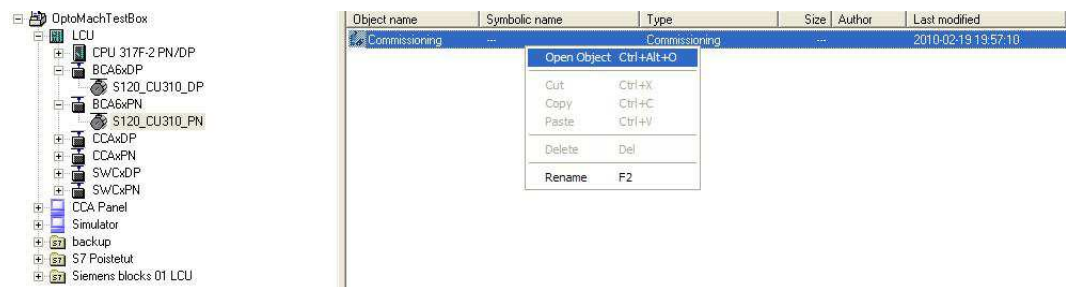 OptoMachTestBox
LCU
CPU 317F-2 PN/DP
BCA6xDP
S120_CU310_DP
BCA6xPN
S120_CU310_PN
CCAxDP
CCAxPN
SWCxDP
SWCxPN
CCA Panel
Simulator
backup
S7 Poistetut
Siemens blocks 01 LCU
Object name Symbolic name Type Size Author Last modified
Commissioning --- Commissioning --- 2010-02-19 19:57:10
Open Object Ctrl+Alt+O
Cut Ctrl+X
Copy Ctrl+C
Paste Ctrl+V
Delete Del
Rename F2